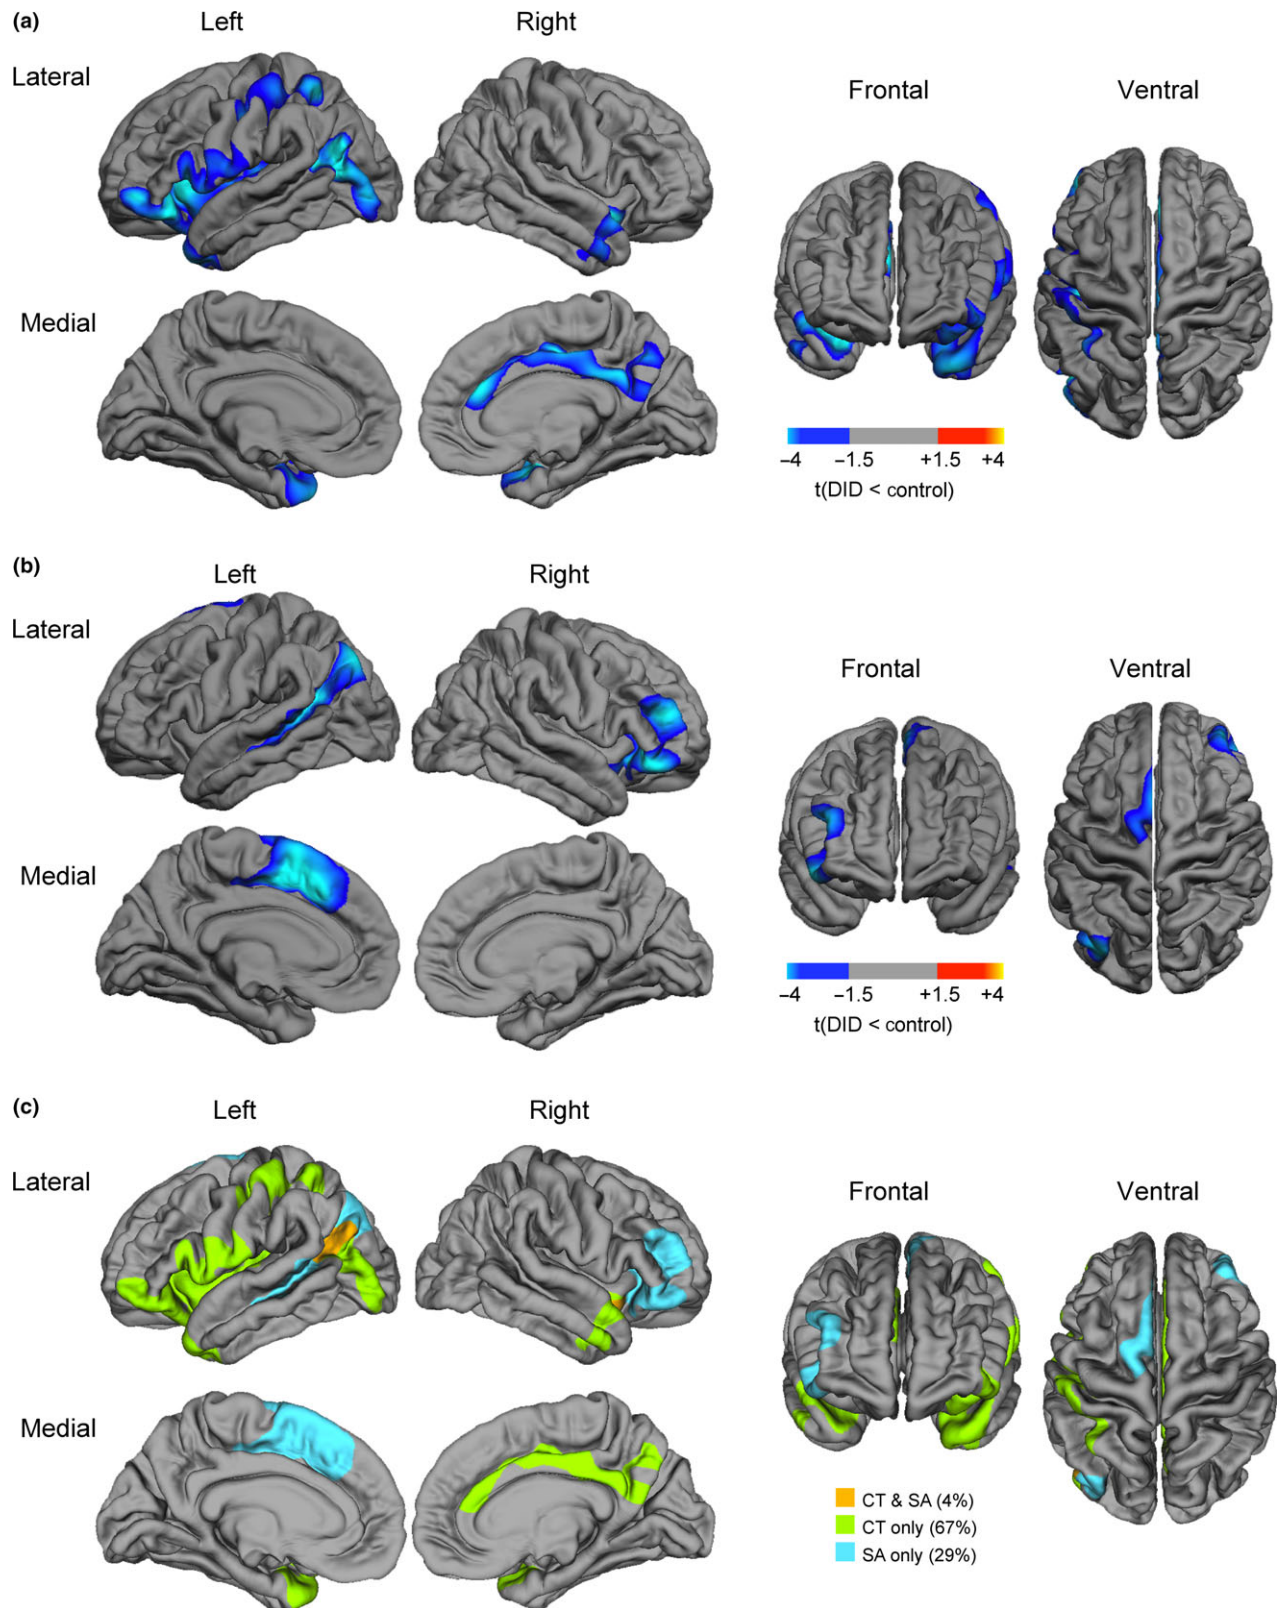 (a)
Left
Right
Lateral
Frontal
Ventral
Medial
−4 −1.5 +1.5 +4
t(DID < control)
(b)
Left
Right
Lateral
Frontal
Ventral
Medial
−4 −1.5 +1.5 +4
t(DID < control)
(c)
Left
Right
Lateral
Frontal
Ventral
Medial
CT & SA (4%)
CT only (67%)
SA only (29%)